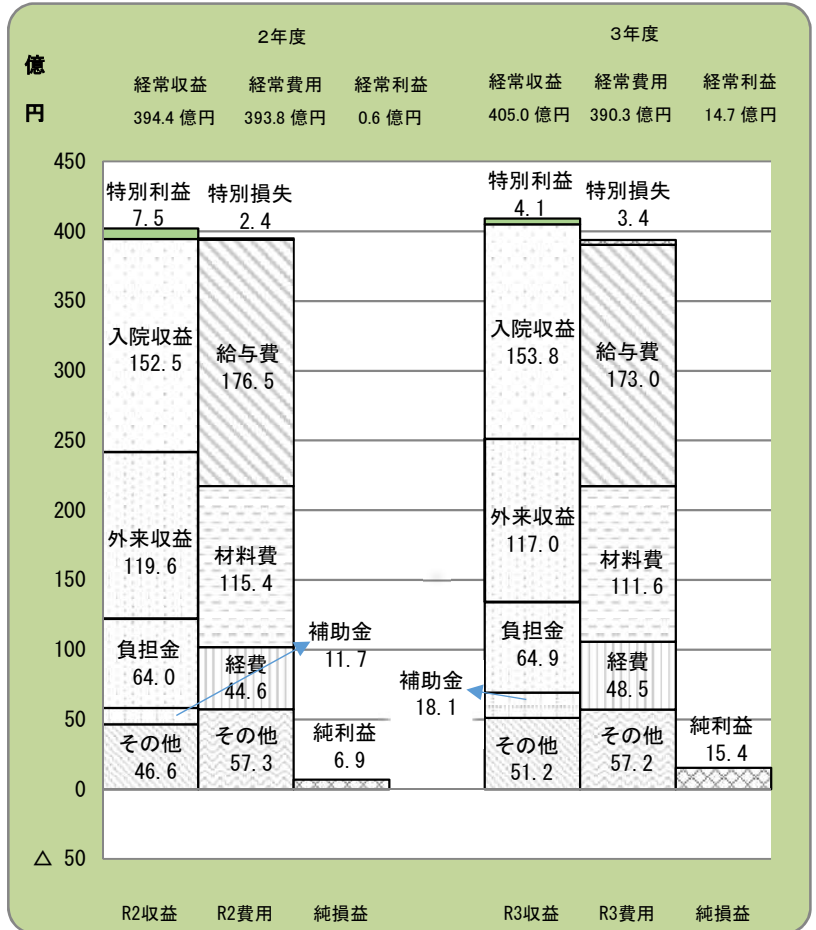 2年度
3年度
億
円
経常収益
経常費用
経常利益
経常収益
経常費用
経常利益
394.4 億円
393.8 億円
0.6 億円
405.0 億円
390.3 億円
14.7 億円
450
400
350
300
250
200
150
100
50
0
△ 50
特別利益
7.5
特別損失
2.4
入院収益
152.5
給与費
176.5
外来収益
119.6
材料費
115.4
負担金
64.0
経費
44.6
補助金
11.7
その他
46.6
その他
57.3
純利益
6.9
特別利益
4.1
特別損失
3.4
入院収益
153.8
給与費
173.0
外来収益
117.0
材料費
111.6
負担金
64.9
経費
48.5
補助金
18.1
その他
51.2
その他
57.2
純利益
15.4
R2収益
R2費用
純損益
R3収益
R3費用
純損益